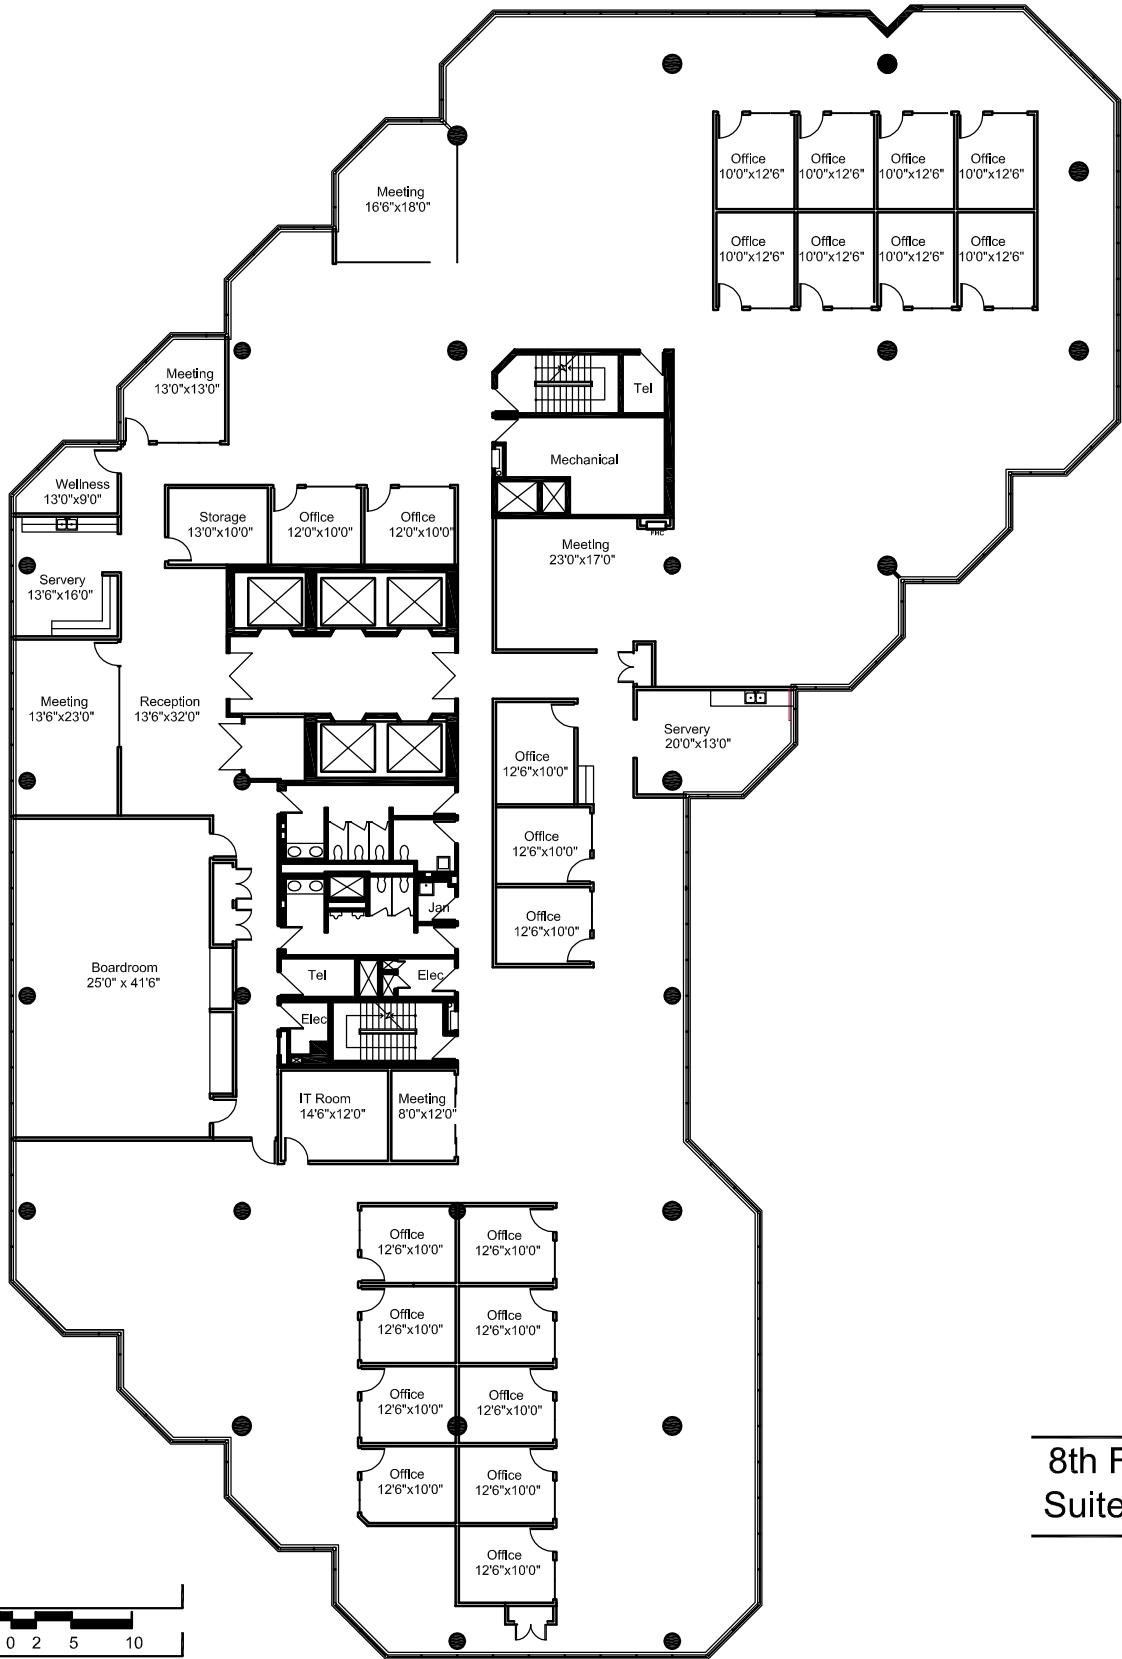 Office
Office
Office
Office
10'0"x12'6"
10'0"x12'6"
10'0"x12'6"
10'0"x12'6"
Meeting
16'6"x18'0"
Office
Office
Office
Office
10'0"x12'6"
10'0"x12'6"
10'0"x12'6"
10'0"x12'6"
Meeting
13'0"x13'0"
Tel
Mechanical
Wellness
13'0"x9'0"
Storage
13'0"x10'0"
Office
12'0"x10'0"
Office
12'0"x10'0"
FHC
Meeting
23'0"x17'0"
Servery
13'6"x16'0"
Meeting
13'6"x23'0"
Reception
13'6"x32'0"
Servery
20'0"x13'0"
Office
12'6"x10'0"
Office
12'6"x10'0"
Jan
Office
12'6"x10'0"
Boardroom
25'0" x 41'6"
Tel
Elec
Elec
IT Room
14'6"x12'0"
Meeting
8'0"x12'0"
Office
12'6"x10'0"
Office
12'6"x10'0"
Office
12'6"x10'0"
Office
12'6"x10'0"
Office
12'6"x10'0"
Office
12'6"x10'0"
Office
12'6"x10'0"
Office
12'6"x10'0"
Office
12'6"x10'0"
8th F
Suite
0 2 5 10